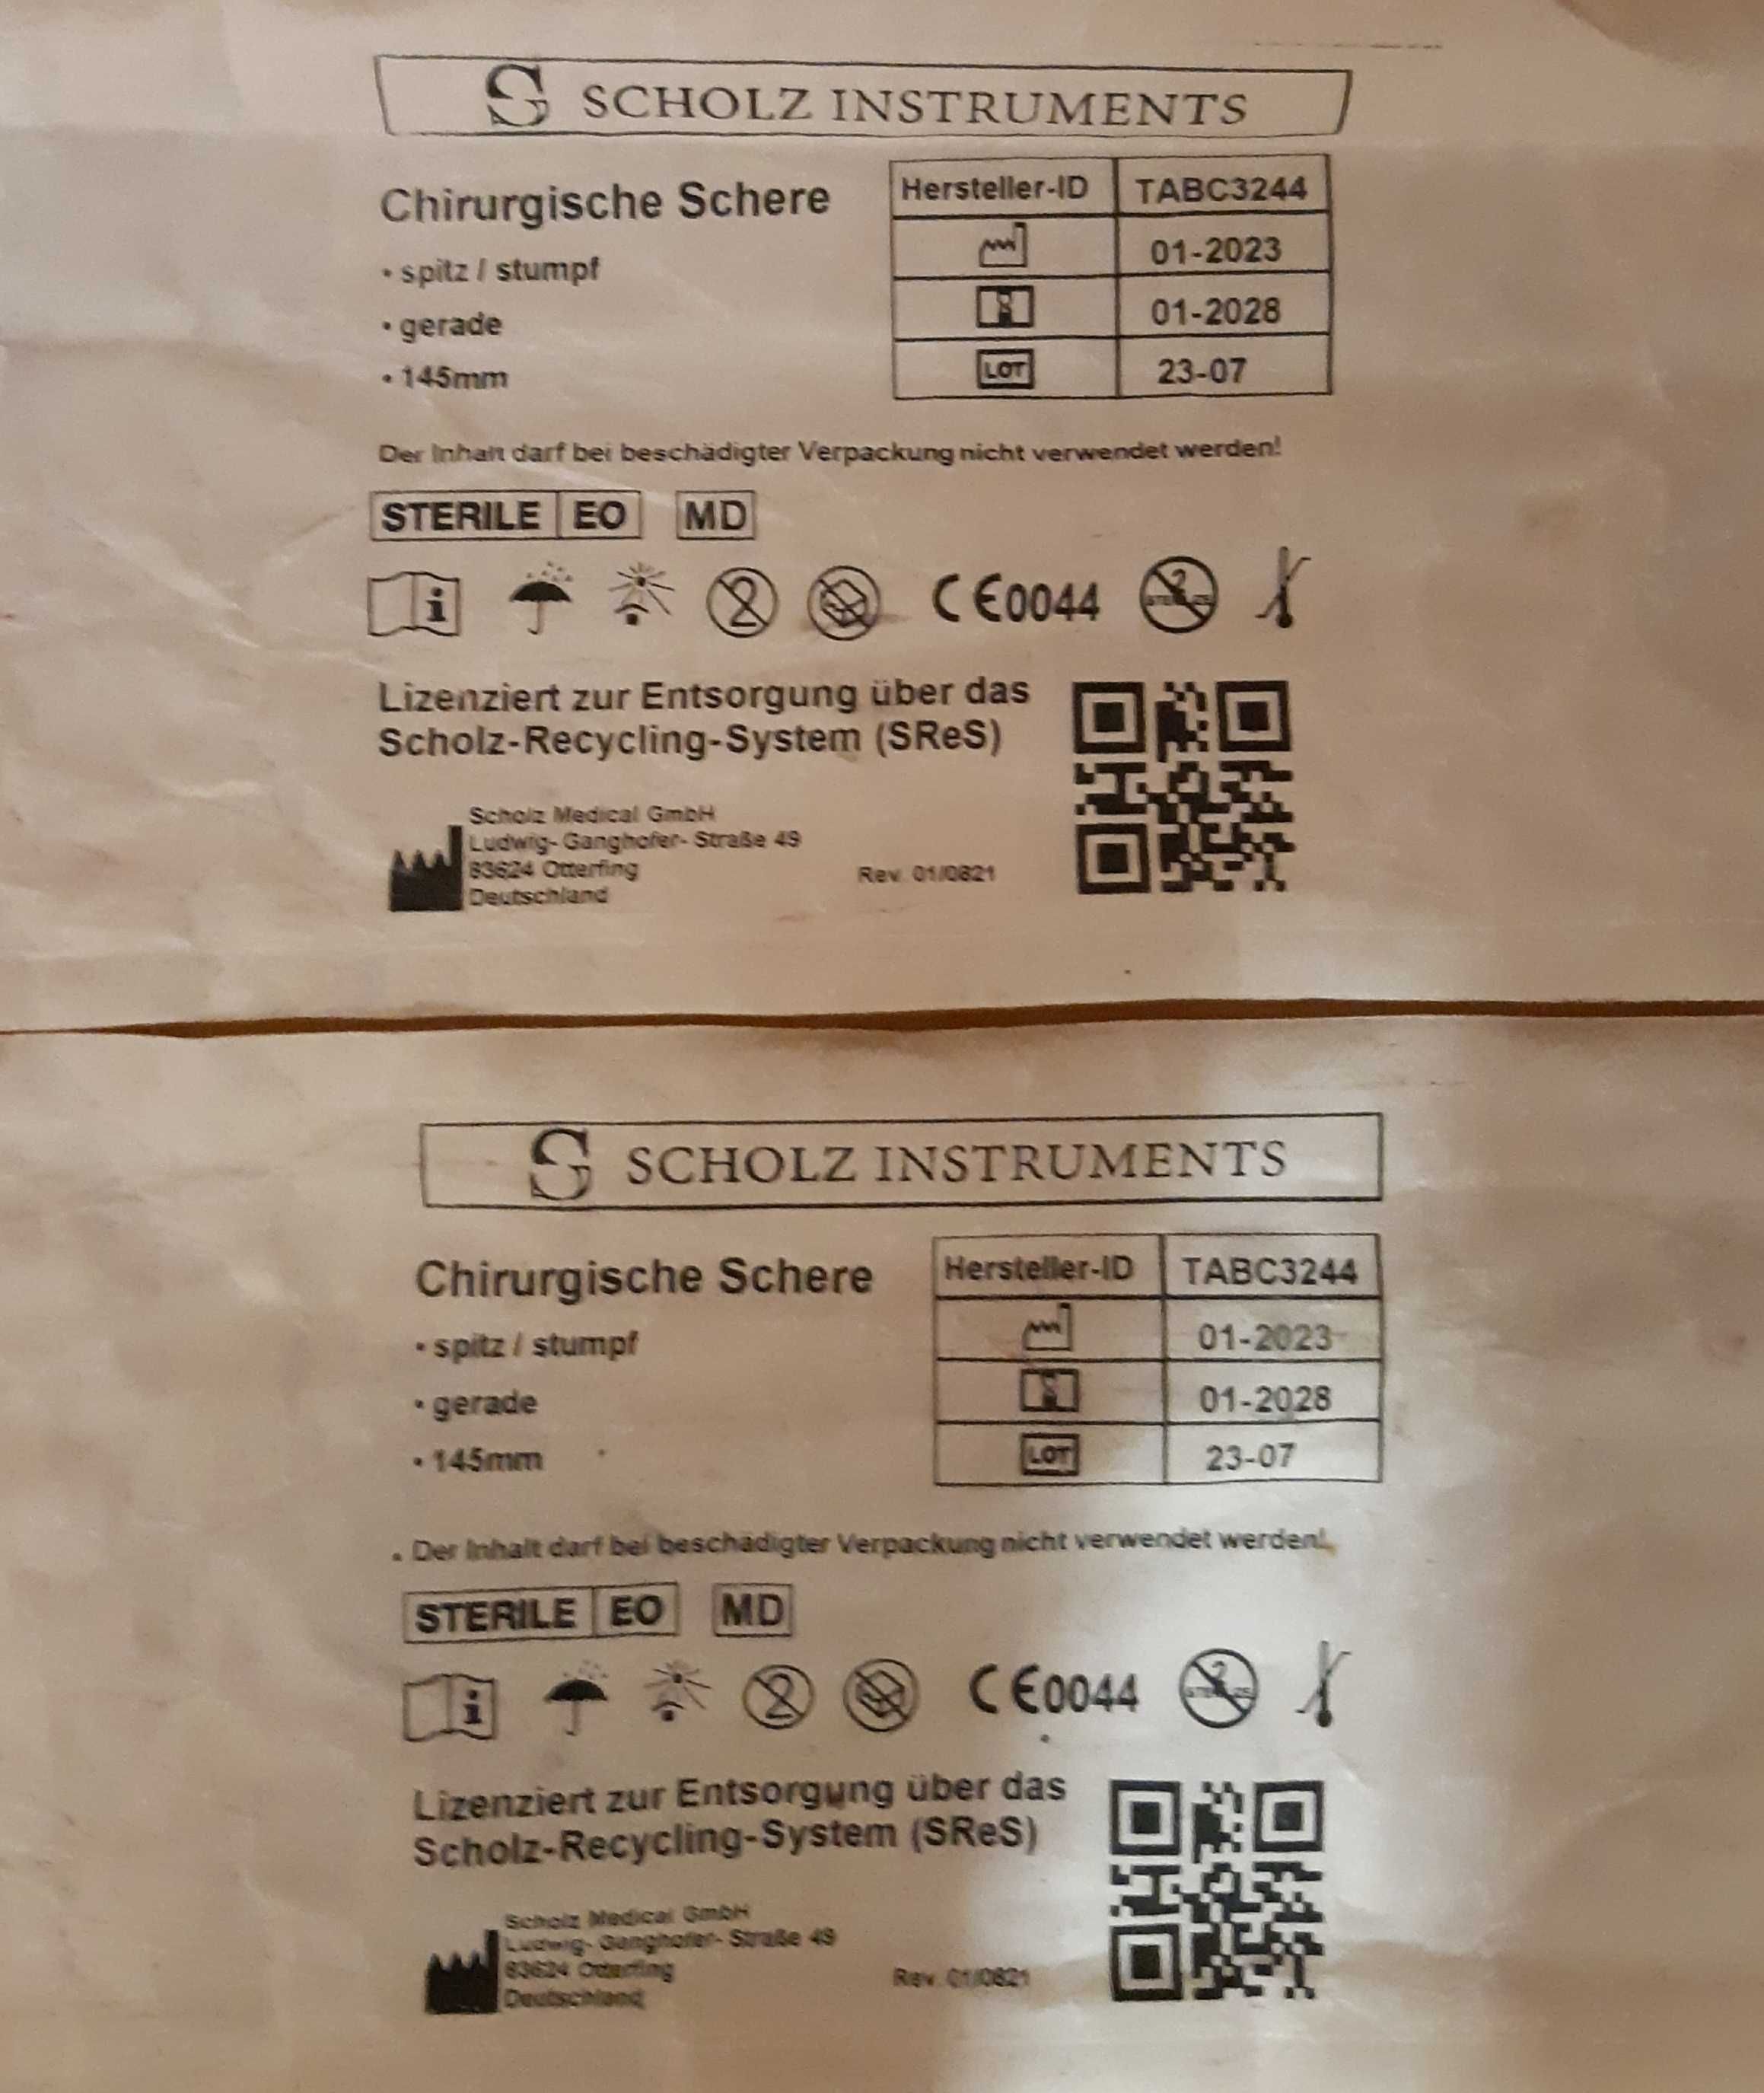 SCHOLZ INSTRUMENTS
Chirurgische Schere
• spitz / stumpf
• gerade
• 145mm
Hersteller-ID TABC3244
01-2023
01-2028
LOT 23-07
Der Inhalt darf bei beschädigter Verpackung nicht verwendet werden!
STERILE EO MD
i 2 CE0044 2
Lizenziert zur Entsorgung über das
Scholz-Recycling-System (SReS)
Scholz Medical GmbH
Ludwig- Ganghofer- Straße 49
83624 Otterfing
Deutschland
Rev. 01/0821
SCHOLZ INSTRUMENTS
Chirurgische Schere
• spitz / stumpf
• gerade
• 145mm
Hersteller-ID TABC3244
01-2023
01-2028
LOT 23-07
Der Inhalt darf bei beschädigter Verpackung nicht verwendet werden!
STERILE EO MD
i 2 CE0044 2
Lizenziert zur Entsorgung über das
Scholz-Recycling-System (SReS)
Scholz Medical GmbH
Ludwig- Ganghofer- Straße 49
83624 Otterfing
Deutschland
Rev. 01/0821